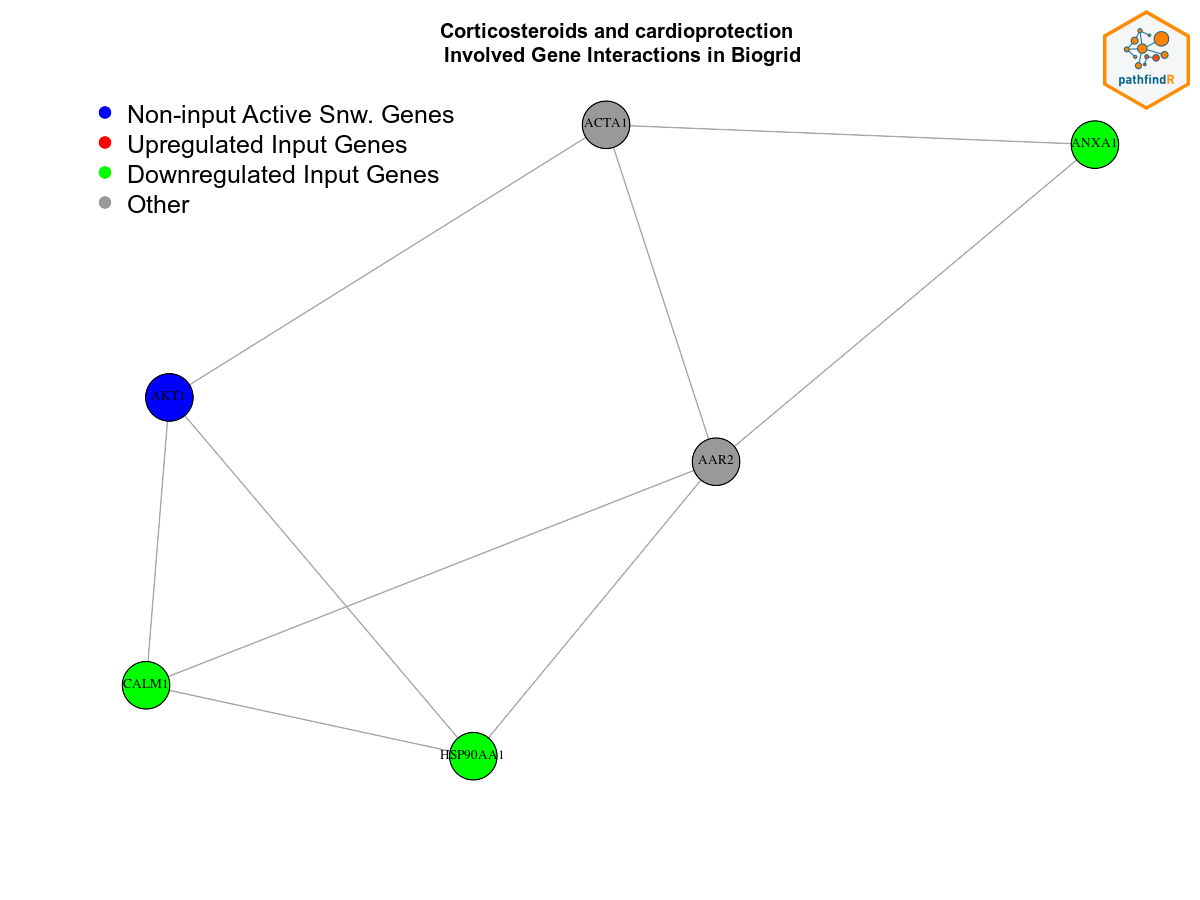 Corticosteroids and cardioprotection
Involved Gene Interactions in Biogrid
pathfindR
Non-input Active Snw. Genes
Upregulated Input Genes
Downregulated Input Genes
Other
ACTA1
ANXA1
AKT1
AAR2
CALM1
HSP90AA1